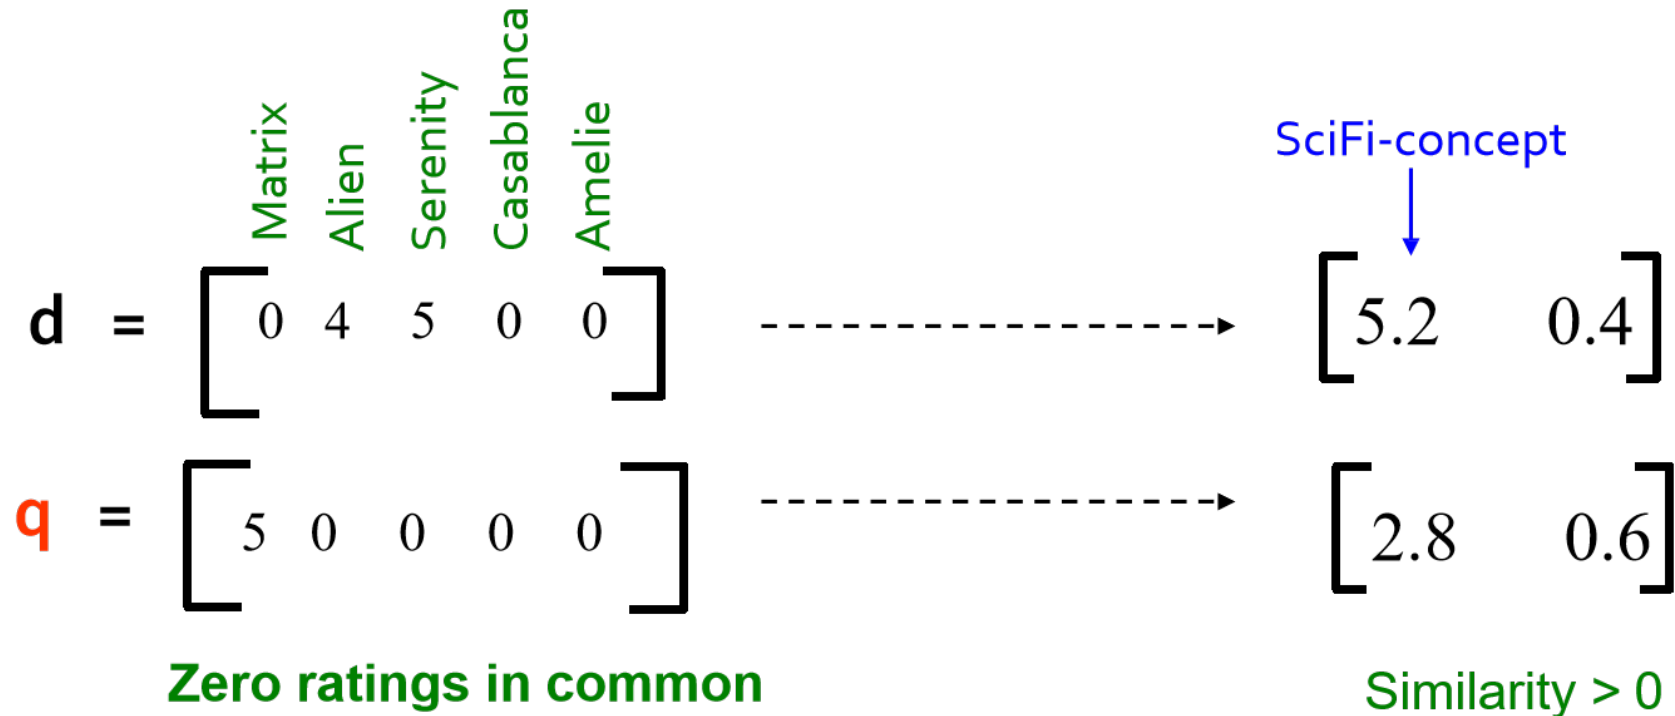 Matrix Alien Serenity Casablanca Amelie
SciFi-concept
d = [ 0 4 5 0 0 ] [ 5.2 0.4 ]
q = [ 5 0 0 0 0 ] [ 2.8 0.6 ]
Zero ratings in common Similarity > 0